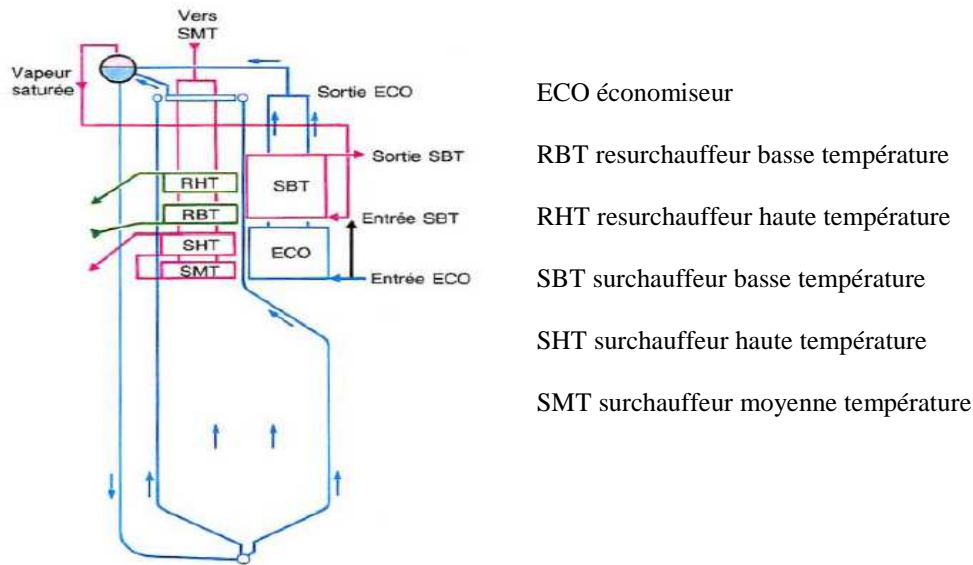 Vers
SMT
Vapeur
saturée
Sortie ECO
Sortie SBT
RHT
SBT
RBT
Entrée SBT
SHT
ECO
SMT
Entrée ECO
ECO économiseur
RBT resurchauffeur basse température
RHT resurchauffeur haute température
SBT surchauffeur basse température
SHT surchauffeur haute température
SMT surchauffeur moyenne température